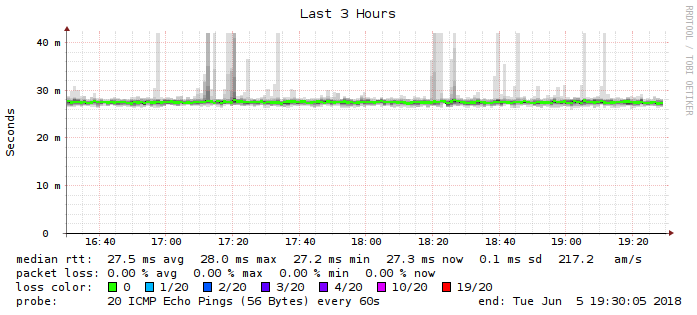 Last 3 Hours
RRDTOOL / TOBI OETIKER
Seconds
40 m
30 m
20 m
10 m
0
16:40 17:00 17:20 17:40 18:00 18:20 18:40 19:00 19:20
median rtt: 27.5 ms avg 28.0 ms max 27.2 ms min 27.3 ms now 0.1 ms sd 217.2 am/s
packet loss: 0.00 % avg 0.00 % max 0.00 % min 0.00 % now
loss color: 0 1/20 2/20 3/20 4/20 10/20 19/20
probe: 20 ICMP Echo Pings (56 Bytes) every 60s end: Tue Jun 5 19:30:05 2018